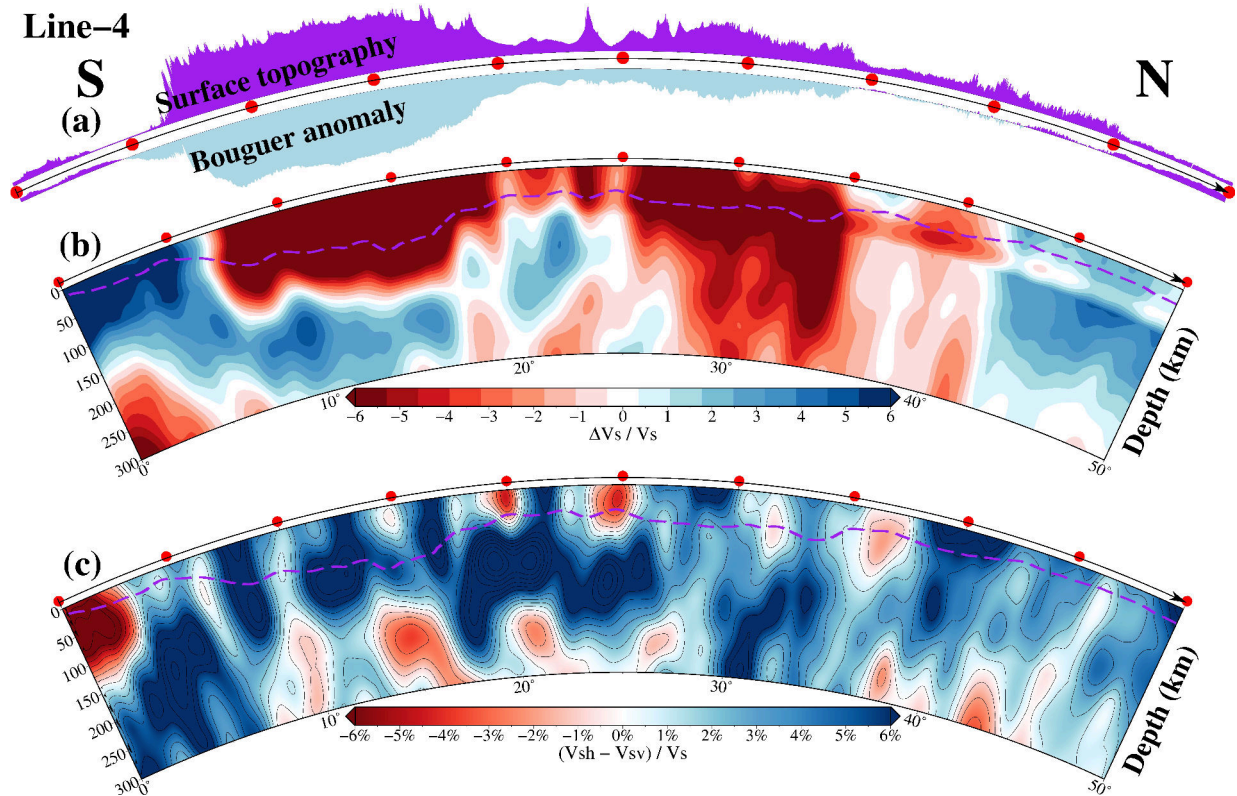 Line−4
S
N
Surface topography
(a)
Bouguer anomaly
(b)
0
50
100
150
200
250
300
0°
10°
20°
30°
40°
50°
−6 −5 −4 −3 −2 −1 0 1 2 3 4 5 6
ΔVs / Vs
Depth (km)
(c)
0
50
100
150
200
250
300
0°
10°
20°
30°
40°
50°
−6% −5% −4% −3% −2% −1% 0% 1% 2% 3% 4% 5% 6%
(Vsh − Vsv) / Vs
Depth (km)